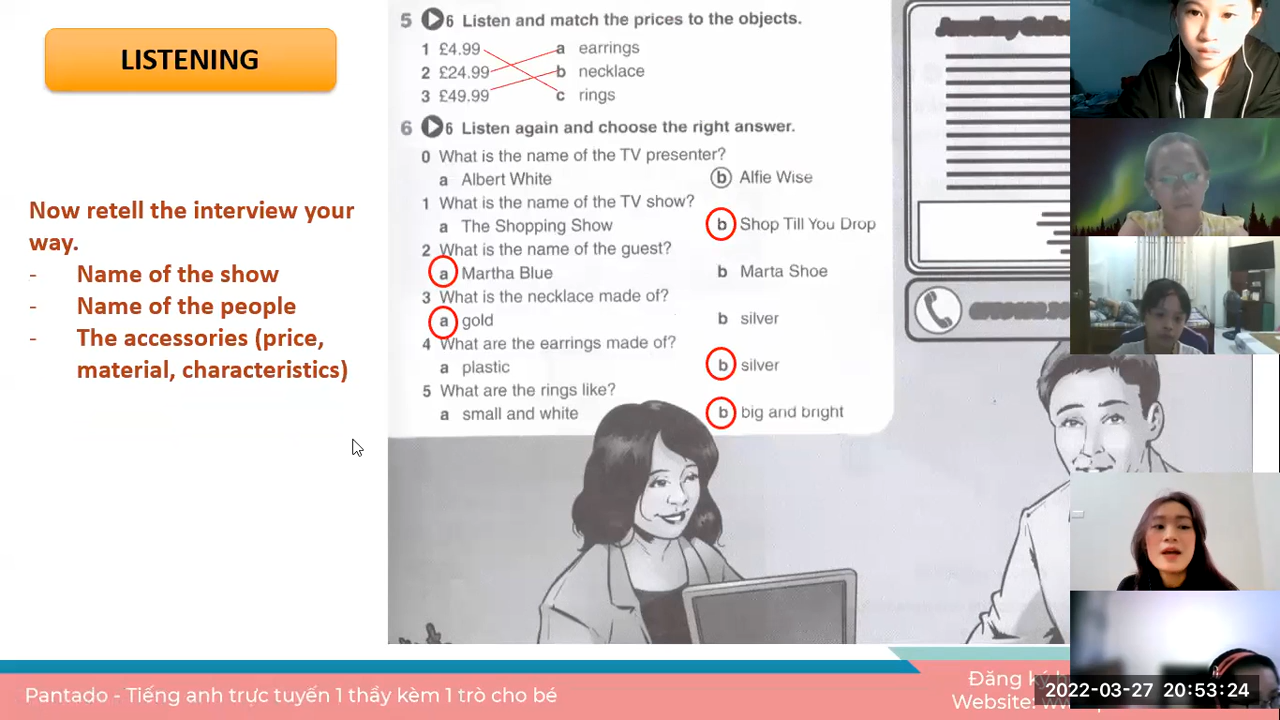 LISTENING
Now retell the interview your
way.
- Name of the show
- Name of the people
- The accessories (price,
material, characteristics)
5 6 Listen and match the prices to the objects.
1 £4.99 a earrings
2 £24.99 b necklace
3 £49.99 c rings
6 6 Listen again and choose the right answer.
0 What is the name of the TV presenter?
a Albert White b Alfie Wise
1 What is the name of the TV show?
a The Shopping Show b Shop Till You Drop
2 What is the name of the guest?
a Martha Blue b Marta Shoe
3 What is the necklace made of?
a gold b silver
4 What are the earrings made of?
a plastic b silver
5 What are the rings like?
a small and white b big and bright
Pantado - Tiếng anh trực tuyến 1 thầy kèm 1 trò cho bé
Đăng ký
Website:
2022-03-27 20:53:24